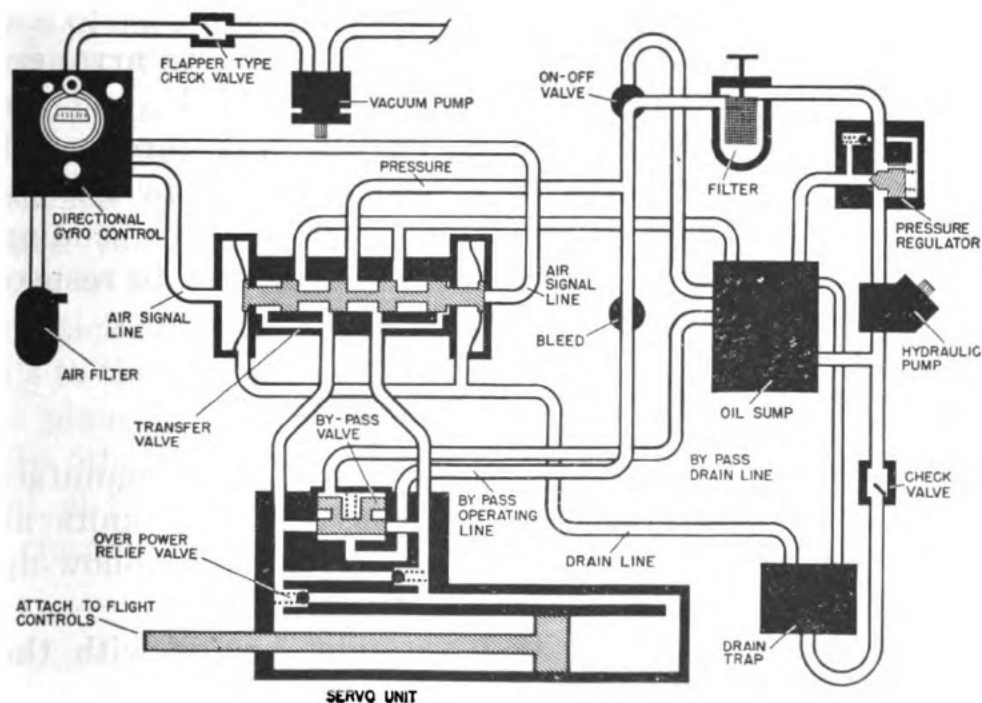 FLAPPER TYPE
CHECK VALVE
VACUUM PUMP
ON-OFF
VALVE
FILTER
PRESSURE
PRESSURE
REGULATOR
DIRECTIONAL
GYRO CONTROL
AIR SIGNAL
LINE
AIR SIGNAL
LINE
AIR FILTER
BLEED
HYDRAULIC
PUMP
OIL SUMP
TRANSFER
VALVE
BY-PASS
VALVE
BY PASS
DRAIN LINE
BY PASS
OPERATING
LINE
CHECK
VALVE
OVER POWER
RELIEF VALVE
DRAIN LINE
ATTACH TO FLIGHT
CONTROLS
DRAIN
TRAP
SERVO UNIT